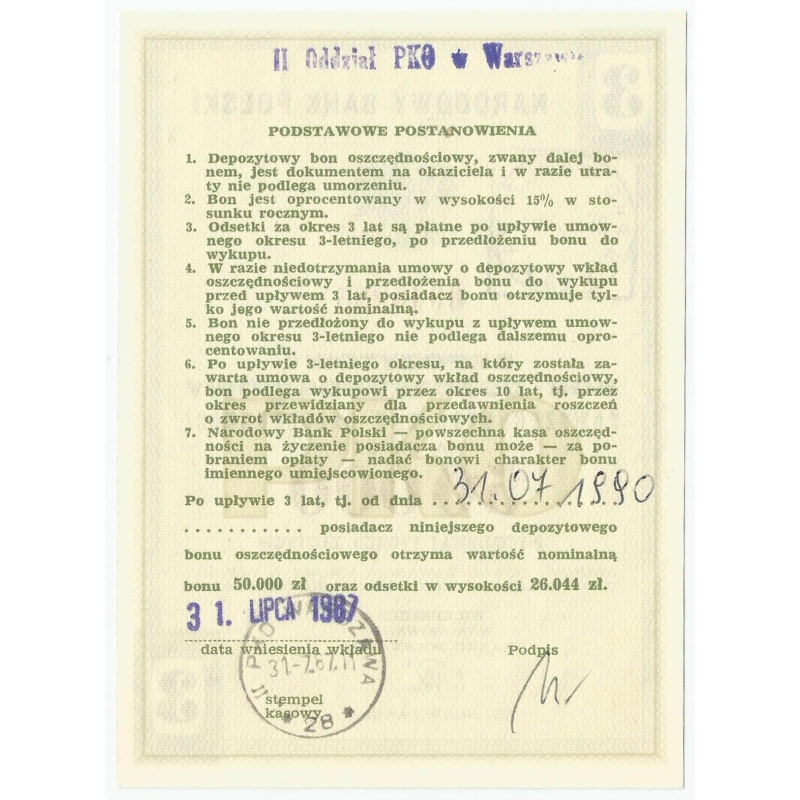 II Oddział PKO w Warszawie
PODSTAWOWE POSTANOWIENIA
1. Depozytowy bon oszczędnościowy, zwany dalej bo-
nem, jest dokumentem na okaziciela i w razie utra-
ty nie podlega umorzeniu.
2. Bon jest oprocentowany w wysokości 15% w sto-
sunku rocznym.
3. Odsetki za okres 3 lat są płatne po upływie umow-
nego okresu 3-letniego, po przedłożeniu bonu do
wykupu.
4. W razie niedotrzymania umowy o depozytowy wkład
oszczędnościowy i przedłożenia bonu do wykupu
przed upływem 3 lat, posiadacz bonu otrzymuje tyl-
ko jego wartość nominalną.
5. Bon nie przedłożony do wykupu z upływem umow-
nego okresu 3-letniego nie podlega dalszemu opro-
centowaniu.
6. Po upływie 3-letniego okresu, na który została za-
warta umowa o depozytowy wkład oszczędnościowy,
bon podlega wykupowi przez okres 10 lat, tj. przez
okres przewidziany dla przedawnienia roszczeń
o zwrot wkładów oszczędnościowych.
7. Narodowy Bank Polski — powszechna kasa oszczęd-
ności na życzenie posiadacza bonu może — za po-
braniem opłaty — nadać bonowi charakter bonu
imiennego umiejscowionego.
Po upływie 3 lat, tj. od dnia 31.07.1990
........... posiadacz niniejszego depozytowego
bonu oszczędnościowego otrzyma wartość nominalną
bonu 50.000 zł oraz odsetki w wysokości 26.044 zł.
31. LIPCA 1987
data wniesienia wkładu Podpis
II PKO WARSZAWA
31-7.87.11
stempel
kasowy
* 28 *